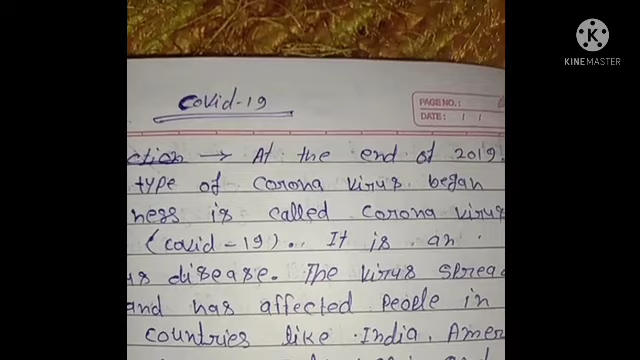 KINEMASTER
Covid-19
PAGE NO.:
DATE: / /
ction → At the end of 2019.
type of corona virus began
ness is called corona virus
(covid-19).. It is an
us disease. The virus sprea
and has affected People in
countries like India, Amer